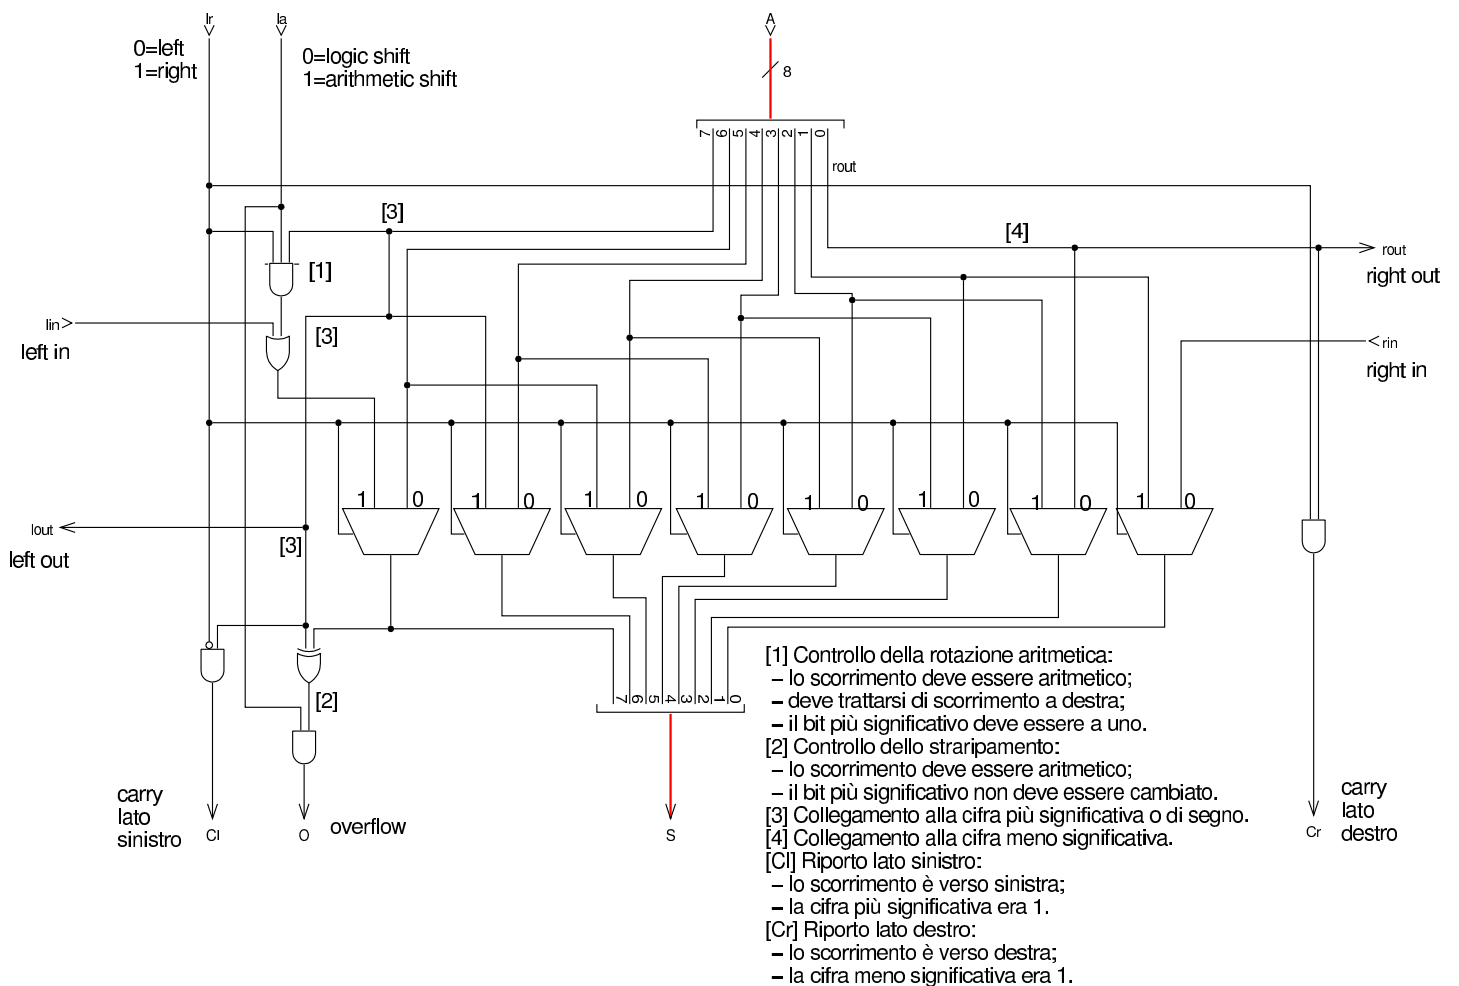 lr
la
A
0=left
1=right
0=logic shift
1=arithmetic shift
8
7 6 5 4 3 2 1 0
rout
[3]
[4]
rout
right out
[1]
lin
left in
[3]
rin
right in
1 0 1 0 1 0 1 0 1 0 1 0 1 0 1 0
lout
left out
[3]
[2]
7 6 5 4 3 2 1 0
carry
lato
sinistro
Cl
O
overflow
S
Cr
carry
lato
destro
[1] Controllo della rotazione aritmetica:
– lo scorrimento deve essere aritmetico;
– deve trattarsi di scorrimento a destra;
– il bit più significativo deve essere a uno.
[2] Controllo dello straripamento:
– lo scorrimento deve essere aritmetico;
– il bit più significativo non deve essere cambiato.
[3] Collegamento alla cifra più significativa o di segno.
[4] Collegamento alla cifra meno significativa.
[Cl] Riporto lato sinistro:
– lo scorrimento è verso sinistra;
– la cifra più significativa era 1.
[Cr] Riporto lato destro:
– lo scorrimento è verso destra;
– la cifra meno significativa era 1.